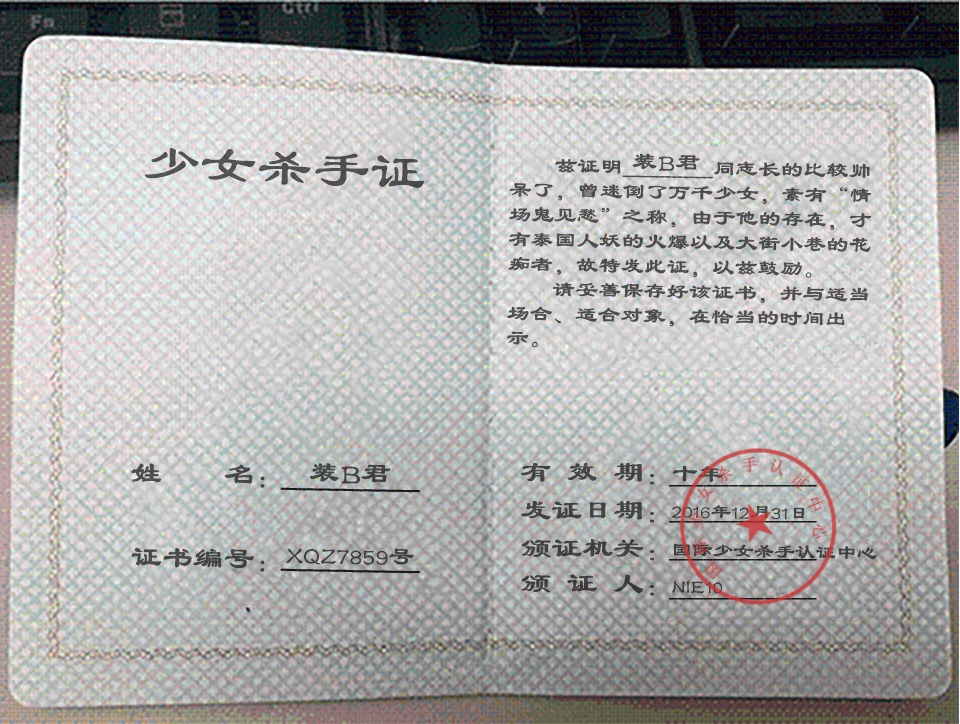 Fn
Ctrl
少女杀手证
姓 名：装B君
证书编号：XQZ7859号
兹证明装B君同志长的比较帅
呆了，曾迷倒了万千少女，素有“情
场鬼见愁”之称，由于他的存在，才
有泰国人妖的火爆以及大街小巷的花
痴者，故特发此证，以兹鼓励。
请妥善保存好该证书，并与适当
场合、适合对象，在恰当的时间出
示。
有 效 期：十年
发证日期：2016年12月31日
颁证机关：国际少女杀手认证中心
颁 证 人：NIE10
国际少女杀手认证中心